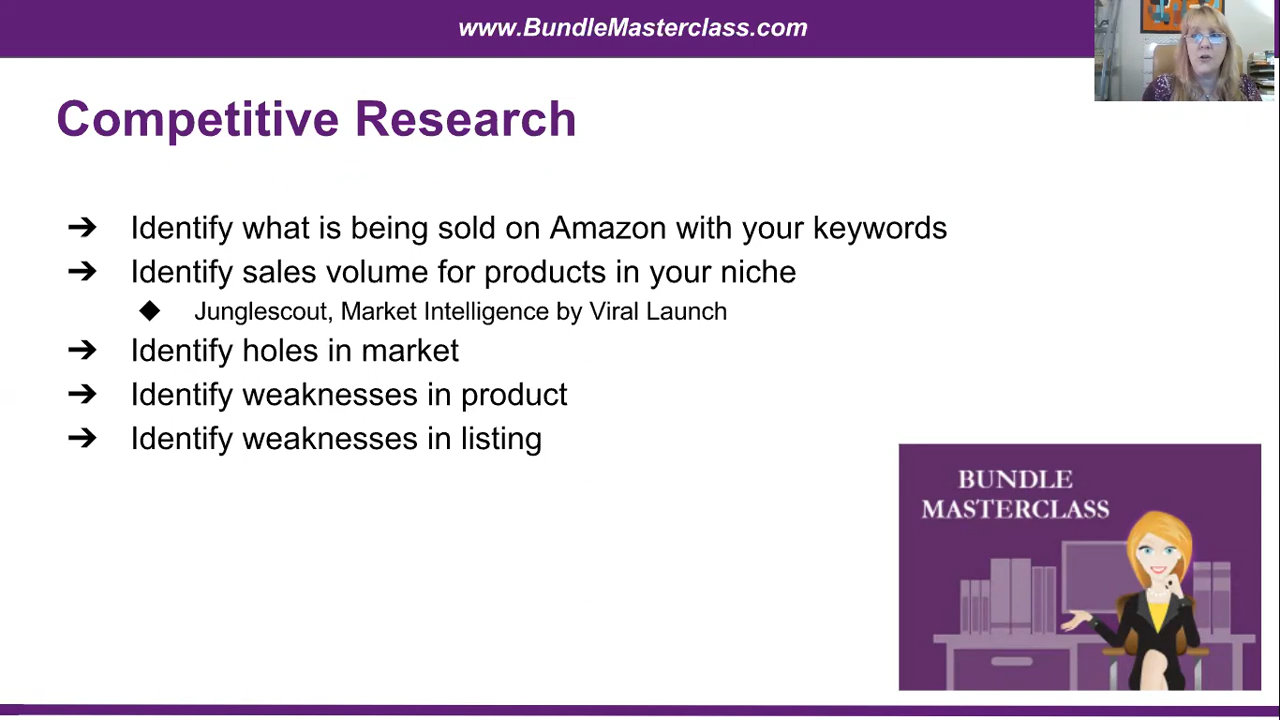 www.BundleMasterclass.com
Competitive Research
➔ Identify what is being sold on Amazon with your keywords
➔ Identify sales volume for products in your niche
◆ Junglescout, Market Intelligence by Viral Launch
➔ Identify holes in market
➔ Identify weaknesses in product
➔ Identify weaknesses in listing
BUNDLE
MASTERCLASS